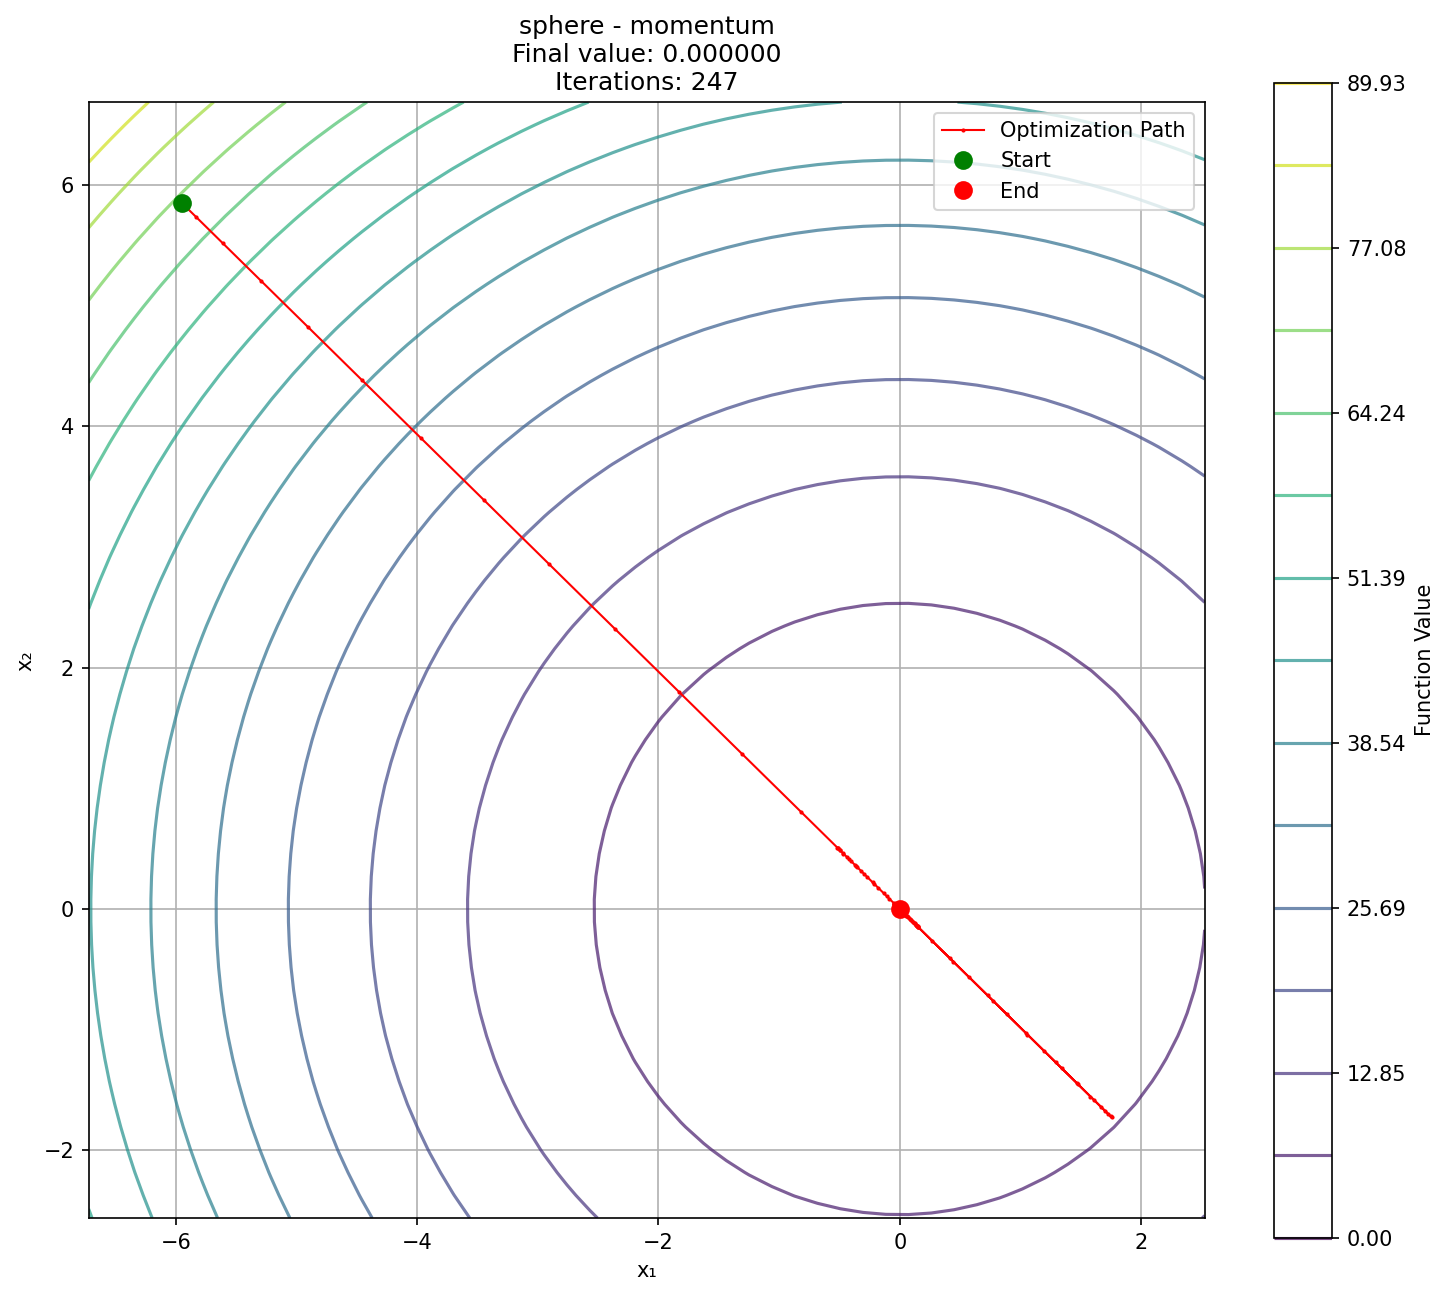 sphere - momentum
Final value: 0.000000
Iterations: 247
Optimization Path
Start
End
6
4
2
0
−2
x₂
−6
−4
−2
0
2
x₁
89.93
77.08
64.24
51.39
38.54
25.69
12.85
0.00
Function Value